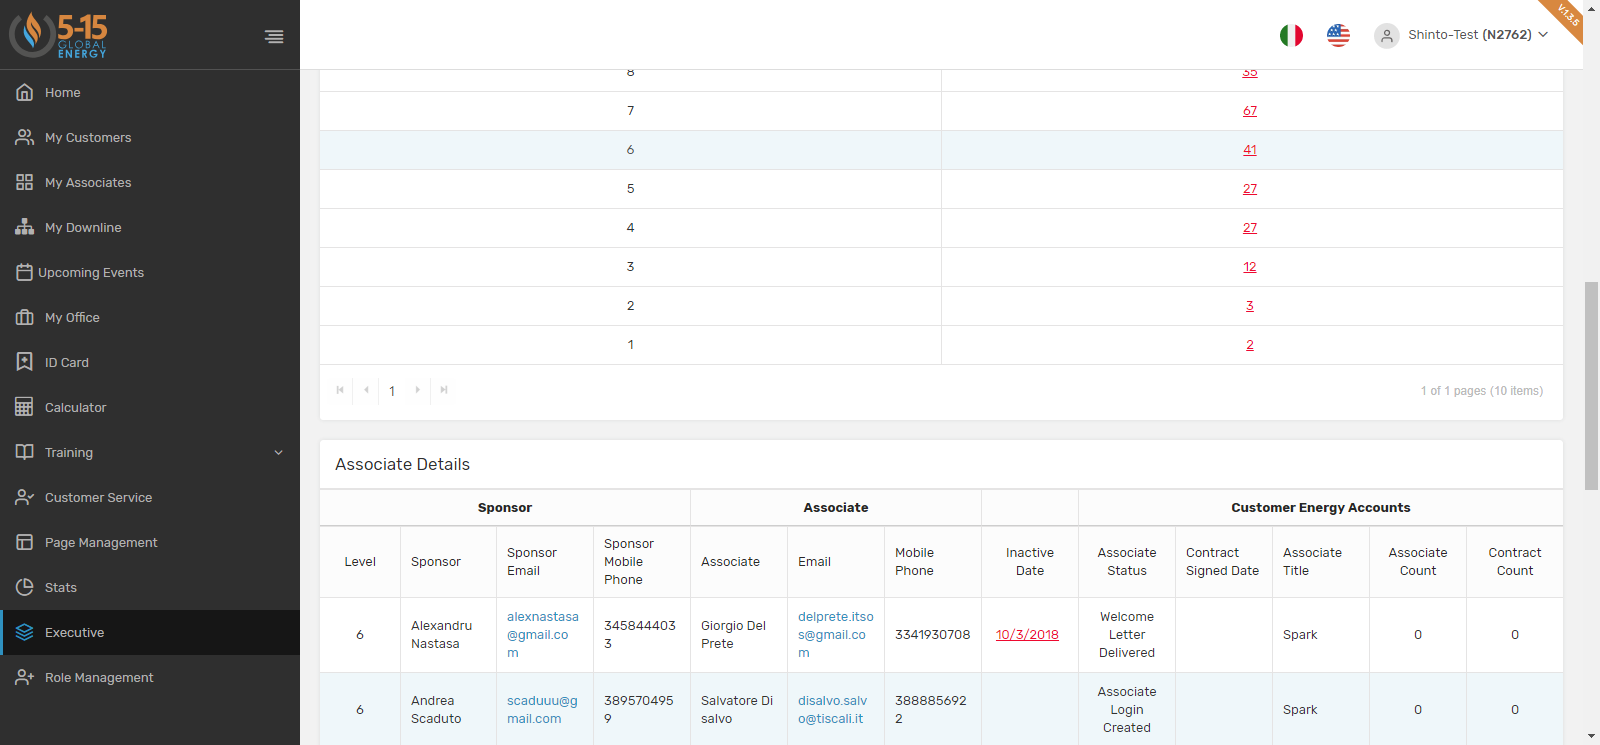 5-15
GLOBAL
ENERGY
Shinto-Test (N2762)
V.1.3.5
Home
My Customers
My Associates
My Downline
Upcoming Events
My Office
ID Card
Calculator
Training
Customer Service
Page Management
Stats
Executive
Role Management
8 35
7 67
6 41
5 27
4 27
3 12
2 3
1 2
1
1 of 1 pages (10 items)
Associate Details
Sponsor Associate Customer Energy Accounts
Level Sponsor Sponsor Email Sponsor Mobile Phone Associate Email Mobile Phone Inactive Date Associate Status Contract Signed Date Associate Title Associate Count Contract Count
6 Alexandru Nastasa alexnastasa@gmail.com 3458444033 Giorgio Del Prete delprete.itsos@gmail.com 3341930708 10/3/2018 Welcome Letter Delivered Spark 0 0
6 Andrea Scaduto scaduuu@gmail.com 3895704959 Salvatore Di salvo disalvo.salvo@tiscali.it 3888856922 Associate Login Created Spark 0 0